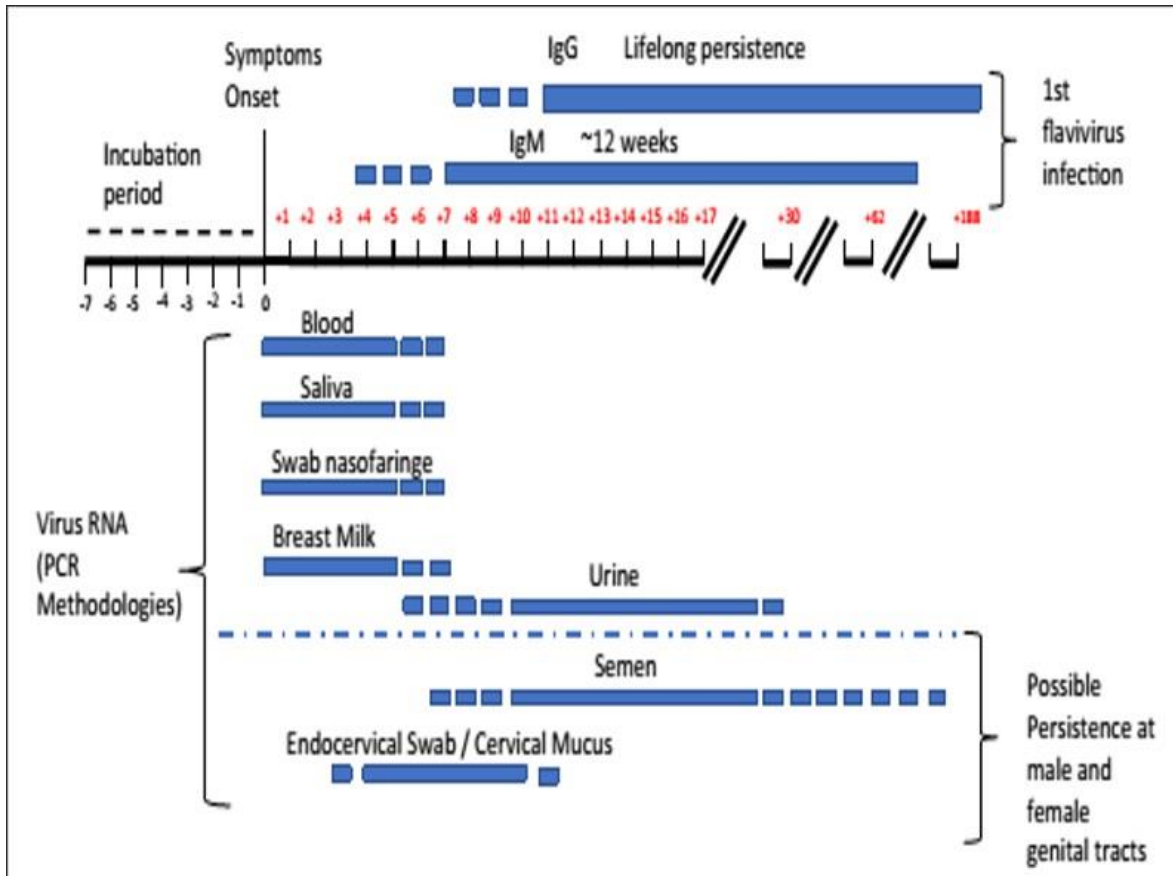 IgG Lifelong persistence
Symptoms
Onset
1st
flavivirus
infection
IgM ~12 weeks
Incubation
period
+1 +2 +3 +4 +5 +6 +7 +8 +9 +10 +11 +12 +13 +14 +15 +16 +17 +30 +62 +188
-7 -6 -5 -4 -3 -2 -1 0
Blood
Saliva
Swab nasofaringe
Breast Milk
Urine
Virus RNA
(PCR
Methodologies)
Semen
Endocervical Swab / Cervical Mucus
Possible
Persistence at
male and
female
genital tracts